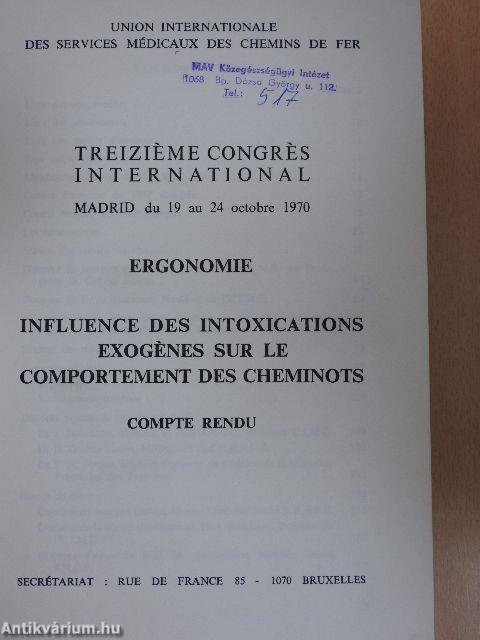 UNION INTERNATIONALE
DES SERVICES MÉDICAUX DES CHEMINS DE FER
MAV Közegészségügyi Intézet
1068 Bp. Dózsa György u. 112.
Tel.: 517
TREIZIÈME CONGRÈS
INTERNATIONAL
MADRID du 19 au 24 octobre 1970
ERGONOMIE
INFLUENCE DES INTOXICATIONS
EXOGÈNES SUR LE
COMPORTEMENT DES CHEMINOTS
COMPTE RENDU
SECRÉTARIAT : RUE DE FRANCE 85 - 1070 BRUXELLES
Antikvárium.hu